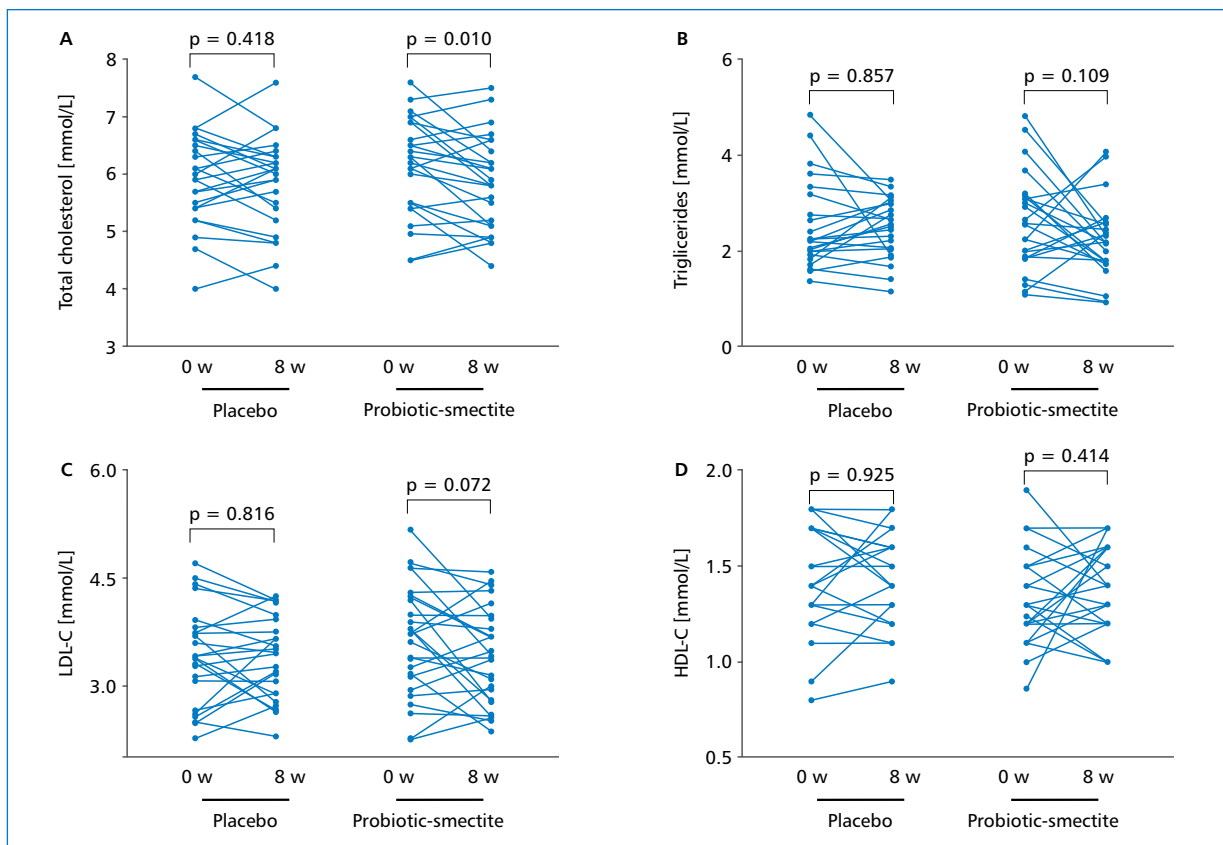 A
p = 0.418
p = 0.010
Total cholesterol [mmol/L]
8
7
6
5
4
3
0 w 8 w 0 w 8 w
Placebo Probiotic-smectite
B
p = 0.857
p = 0.109
Triglicerides [mmol/L]
6
4
2
0
0 w 8 w 0 w 8 w
Placebo Probiotic-smectite
C
p = 0.816
p = 0.072
LDL-C [mmol/L]
6.0
4.5
3.0
0 w 8 w 0 w 8 w
Placebo Probiotic-smectite
D
p = 0.925
p = 0.414
HDL-C [mmol/L]
2.0
1.5
1.0
0.5
0 w 8 w 0 w 8 w
Placebo Probiotic-smectite